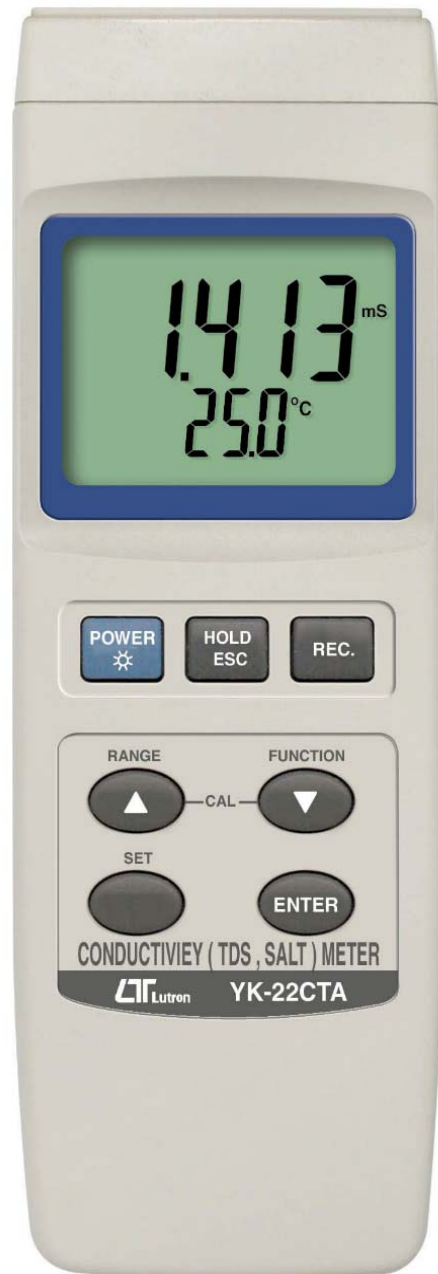 1.413 mS
25.0 °C
POWER
HOLD
ESC
REC.
RANGE
FUNCTION
CAL
SET
ENTER
CONDUCTIVIEY ( TDS , SALT ) METER
LT Lutron YK-22CTA